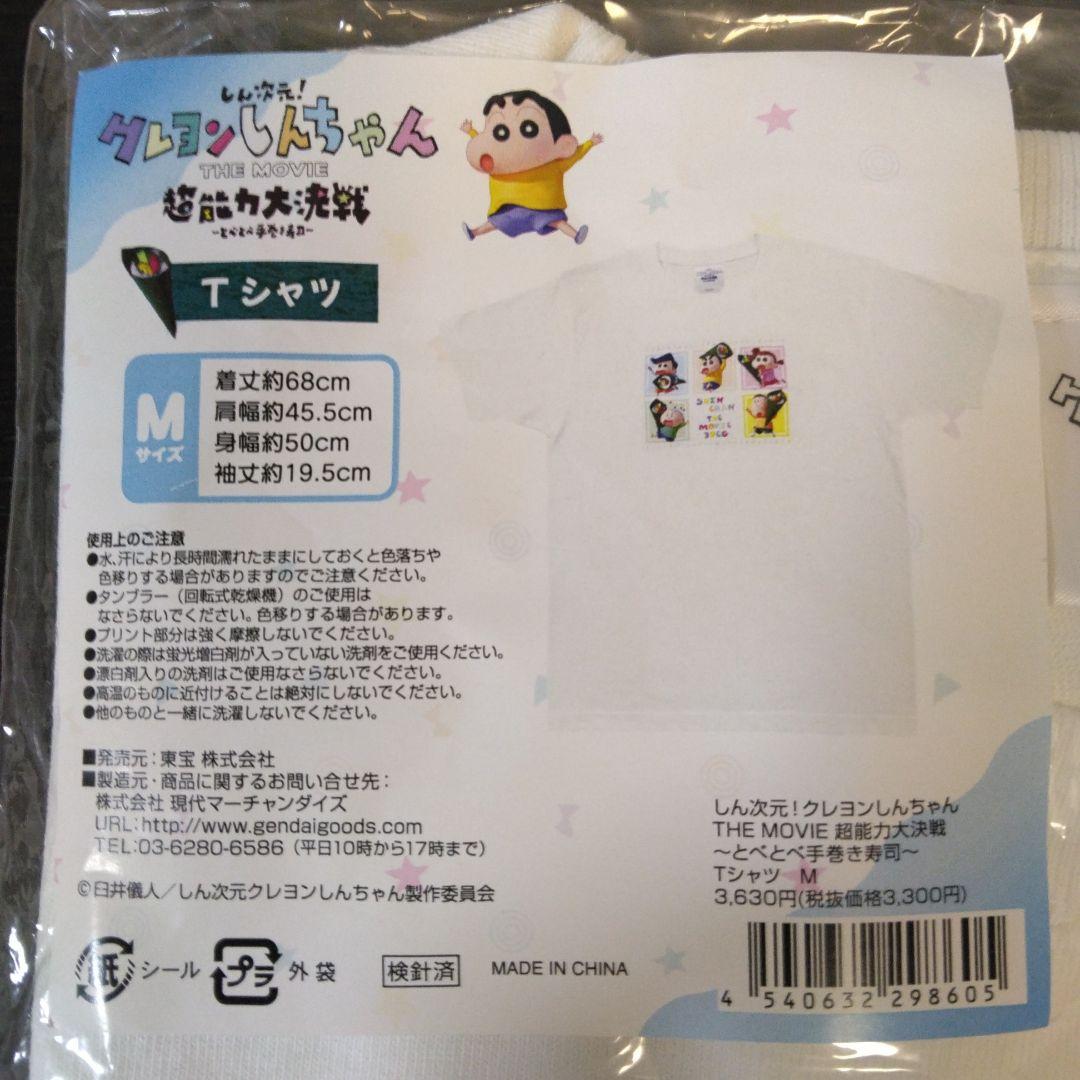 しん次元!
クレヨンしんちゃん
THE MOVIE
超能力大決戦
~とべとべ手巻き寿司~
Tシャツ
M
サイズ
着丈約68cm
肩幅約45.5cm
身幅約50cm
袖丈約19.5cm
SHIN
CHAN
THE
MOVIE
3DCG
使用上のご注意
●水、汗により長時間濡れたままにしておくと色落ちや
色移りする場合がありますのでご注意ください。
●タンブラー(回転式乾燥機)のご使用は
なさらないでください。色移りする場合があります。
●プリント部分は強く摩擦しないでください。
●洗濯の際は蛍光増白剤が入っていない洗剤をご使用ください。
●漂白剤入りの洗剤はご使用なさらないでください。
●高温のものに近付けることは絶対にしないでください。
●他のものと一緒に洗濯しないでください。
■発売元:東宝 株式会社
■製造元・商品に関するお問い合せ先:
株式会社 現代マーチャンダイズ
URL:http://www.gendaigoods.com
TEL:03-6280-6586(平日10時から17時まで)
©臼井儀人/しん次元クレヨンしんちゃん製作委員会
紙 シール
プラ 外袋
検針済
MADE IN CHINA
しん次元!クレヨンしんちゃん
THE MOVIE 超能力大決戦
~とべとべ手巻き寿司~
Tシャツ M
3,630円(税抜価格3,300円)
4 540632 298605